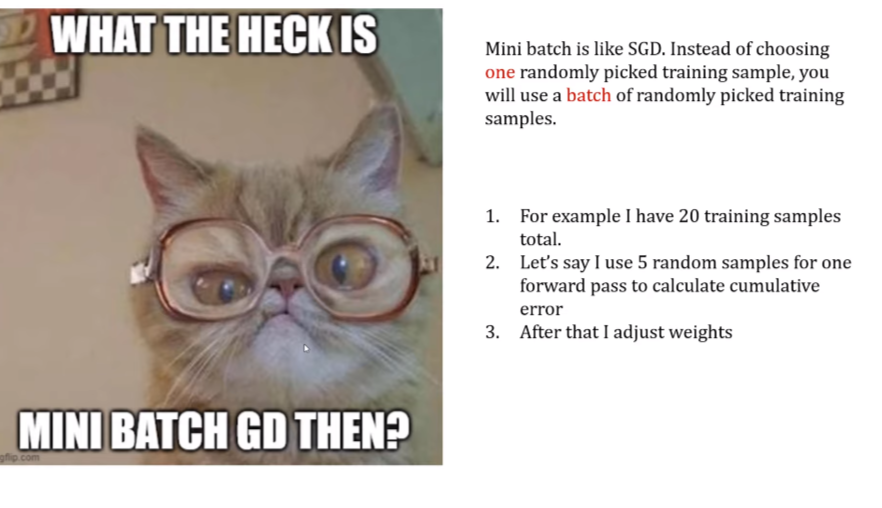 WHAT THE HECK IS
MINI BATCH GD THEN?
gflip.com
Mini batch is like SGD. Instead of choosing
one randomly picked training sample, you
will use a batch of randomly picked training
samples.
1. For example I have 20 training samples
total.
2. Let's say I use 5 random samples for one
forward pass to calculate cumulative
error
3. After that I adjust weights